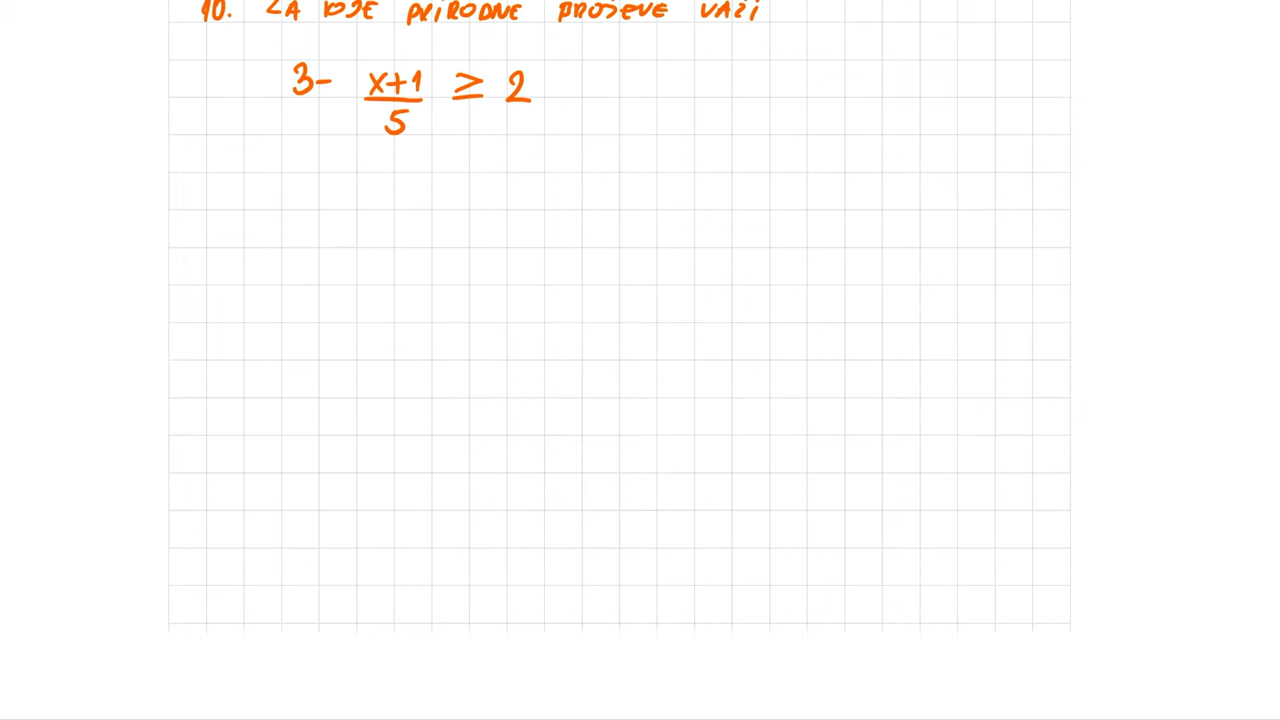 10. ZA KOJE PRIRODNE BROJEVE VAŽI
3- x+1 ≥ 2
5